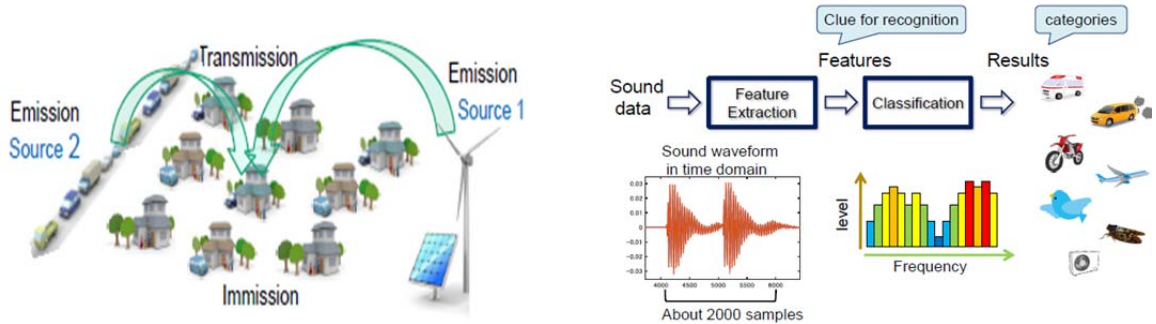 Transmission
Emission
Source 1
Emission
Source 2
Immission
Clue for recognition
categories
Features
Results
Sound
data
Feature
Extraction
Classification
Sound waveform
in time domain
0.03
0.02
0.01
0
-0.01
-0.02
-0.03
4000
4500
5000
5500
6000
About 2000 samples
level
Frequency